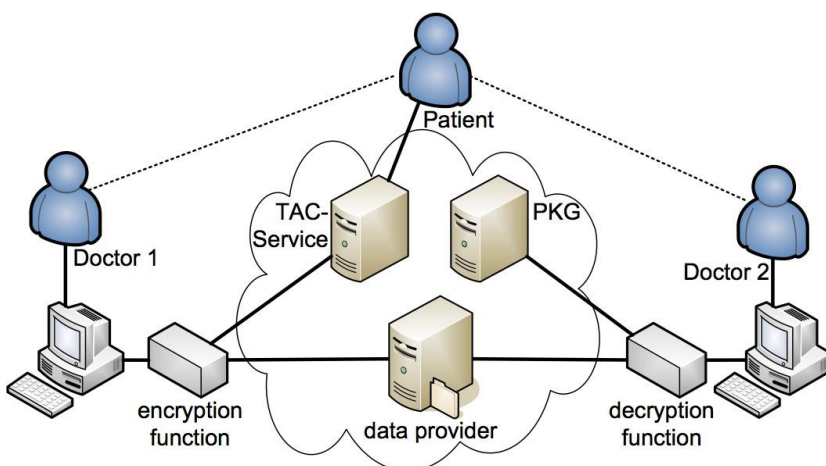 Patient
TAC-
Service
PKG
Doctor 1
Doctor 2
encryption
function
data provider
decryption
function